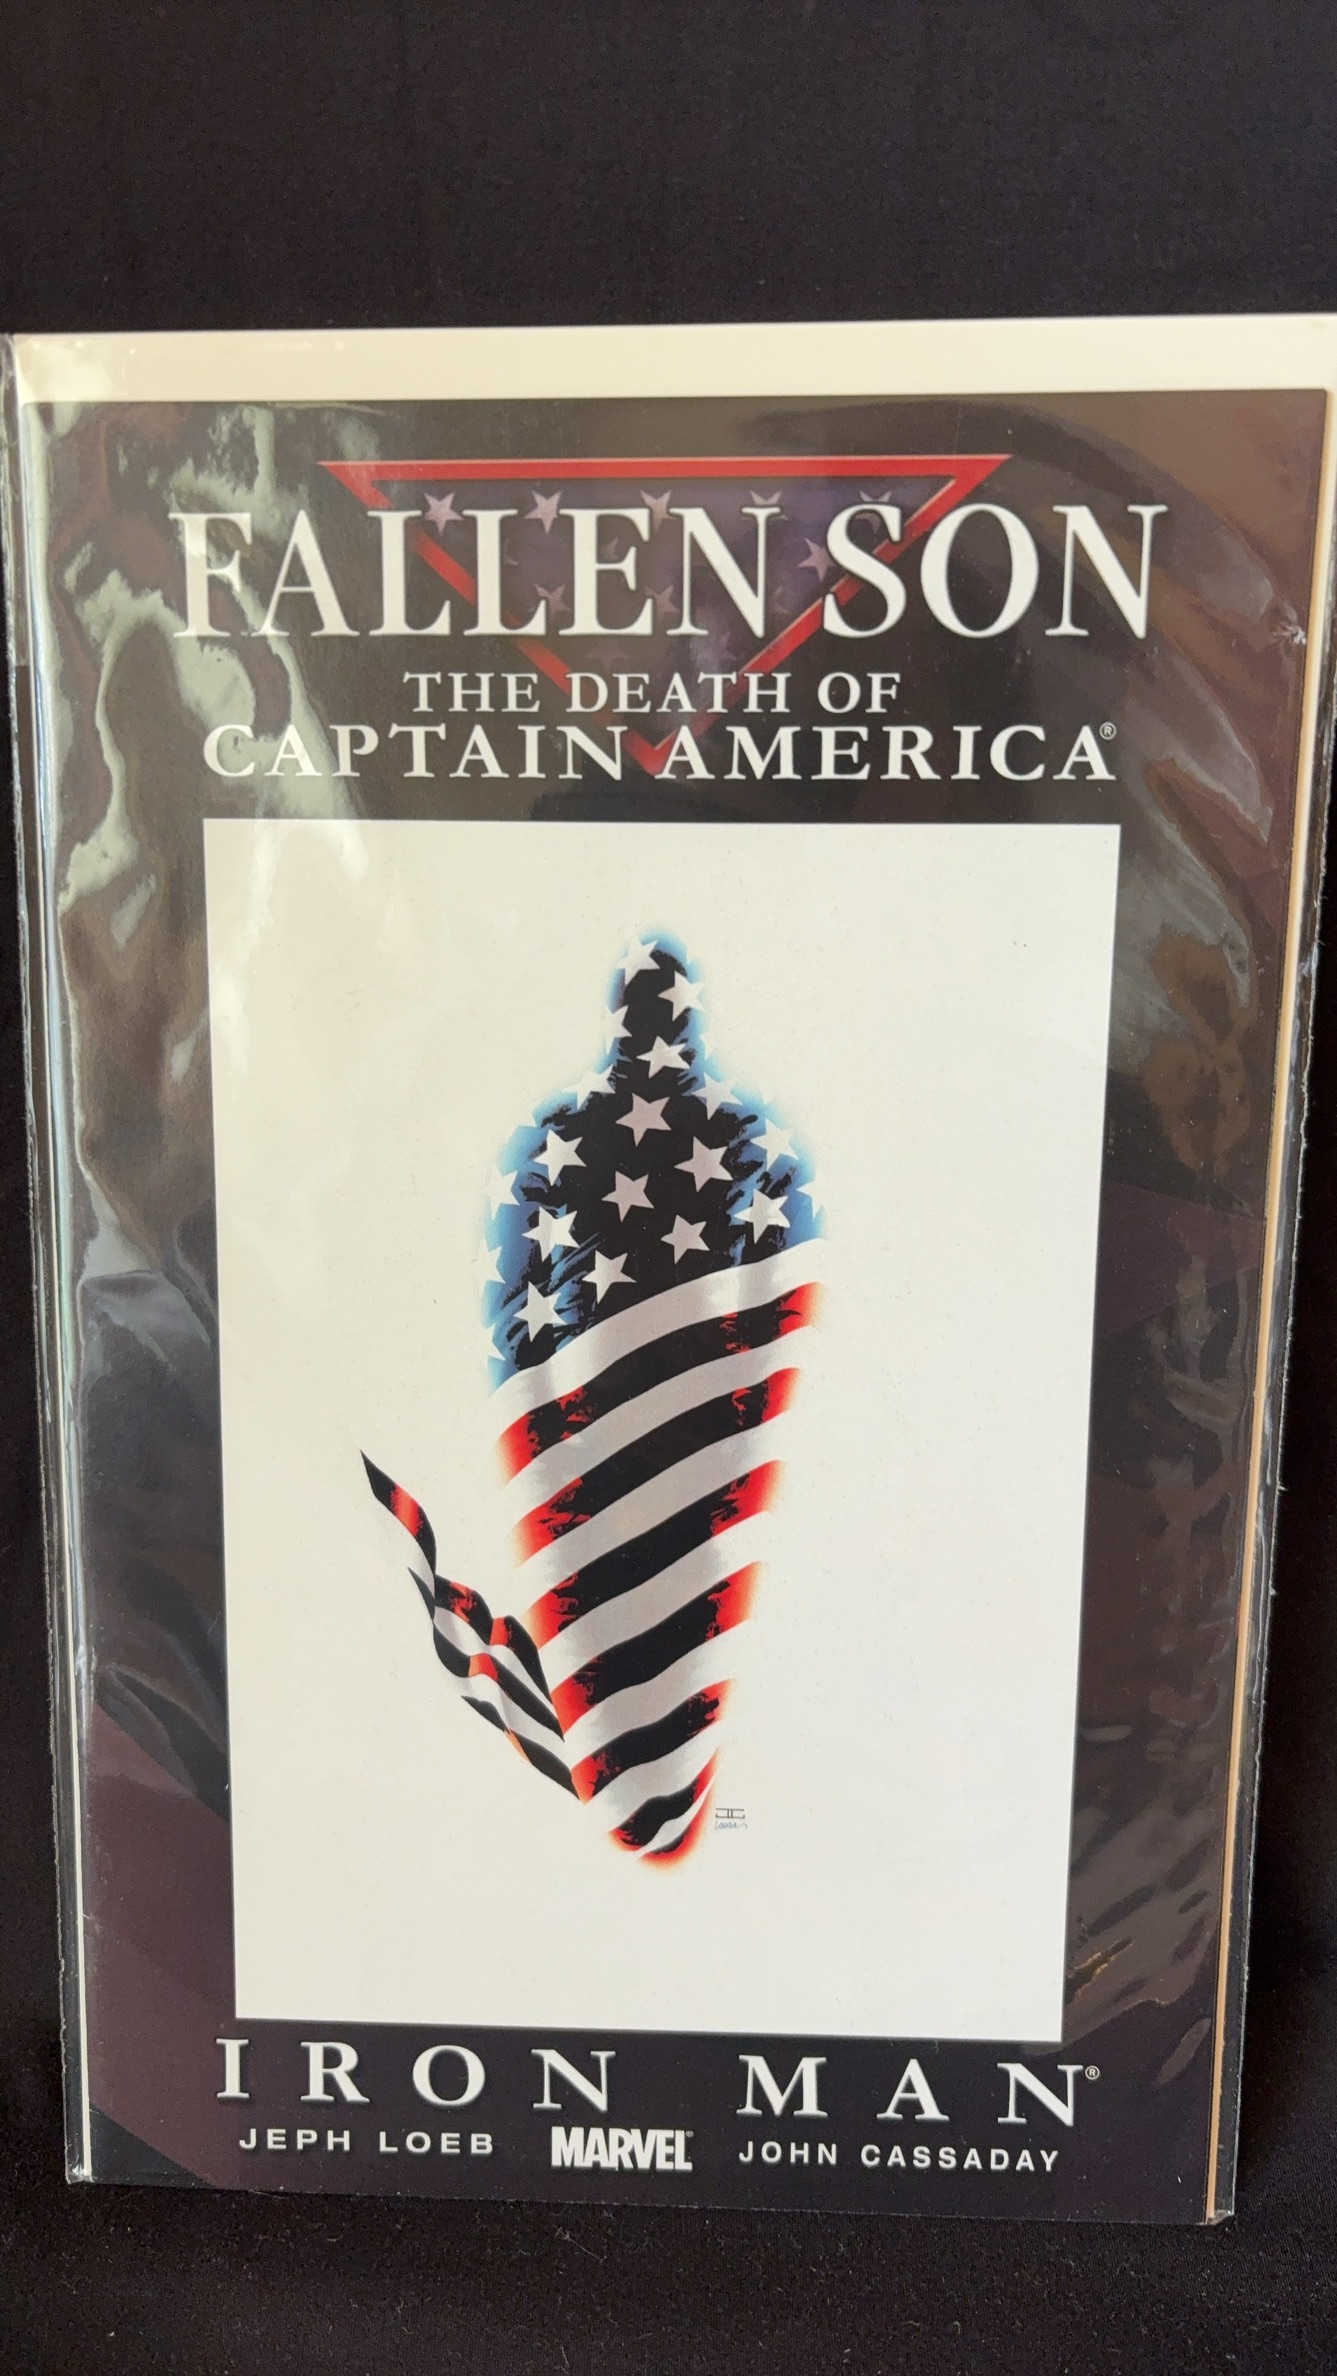 FALLEN SON
THE DEATH OF
CAPTAIN AMERICA®
IRON MAN®
JEPH LOEB MARVEL® JOHN CASSADAY